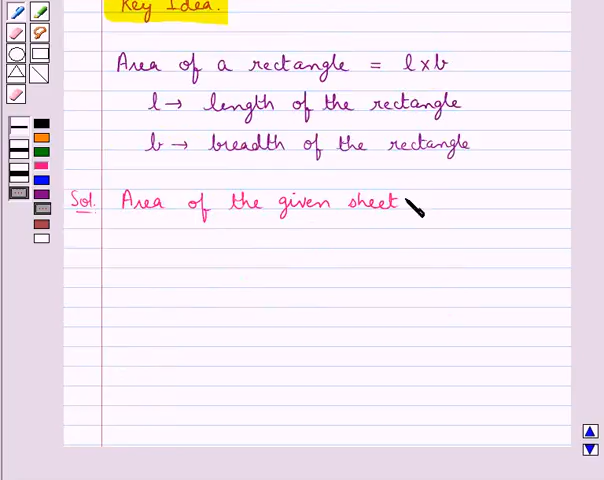 Key Idea.
Area of a rectangle = l × b
l → length of the rectangle
b → breadth of the rectangle
Sol. Area of the given sheet